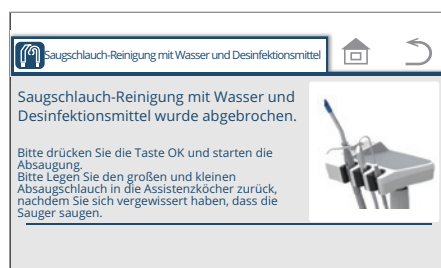 Saugschlauch-Reinigung mit Wasser und Desinfektionsmittel
Saugschlauch-Reinigung mit Wasser und
Desinfektionsmittel wurde abgebrochen.
Bitte drücken Sie die Taste OK und starten die
Absaugung.
Bitte Legen Sie den großen und kleinen
Absaugschlauch in die Assistenzköcher zurück,
nachdem Sie sich vergewissert haben, dass die
Sauger saugen.